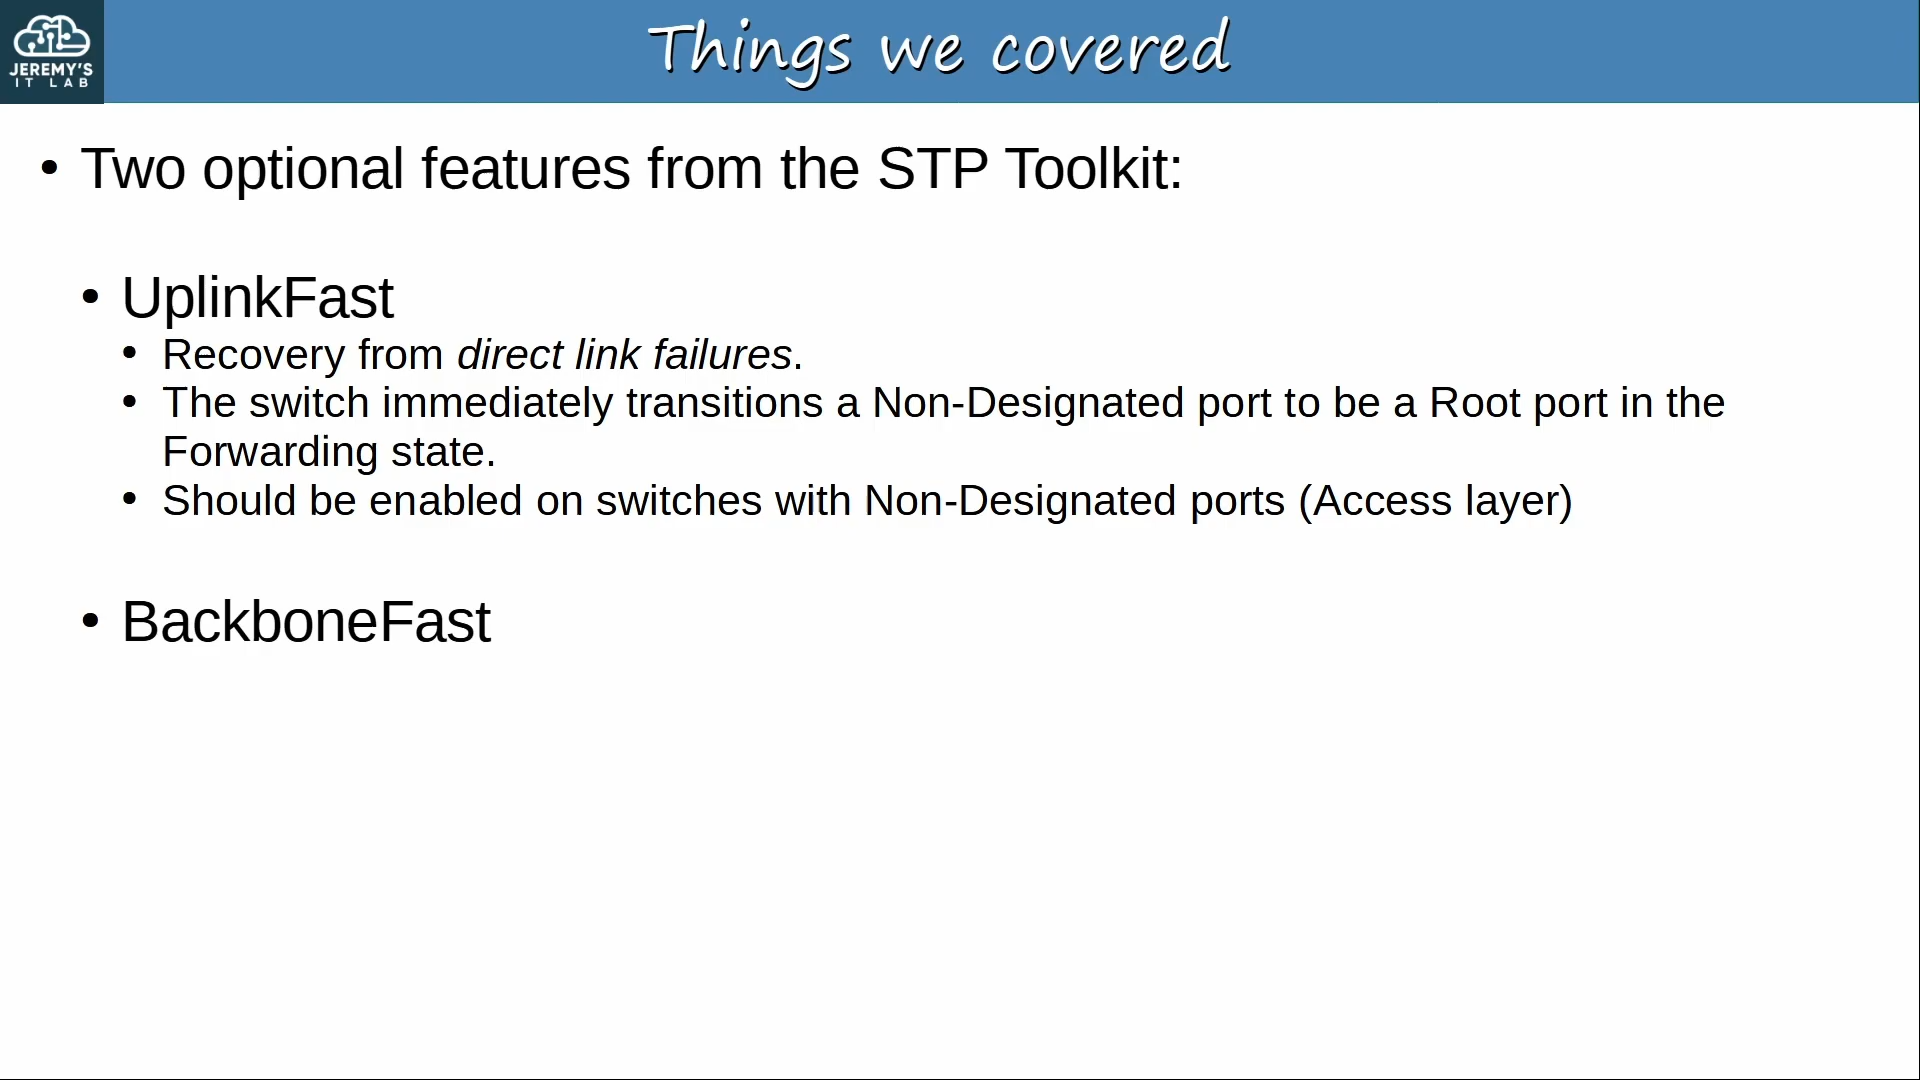 JEREMY'S
IT LAB
Things we covered
• Two optional features from the STP Toolkit:
• UplinkFast
• Recovery from direct link failures.
• The switch immediately transitions a Non-Designated port to be a Root port in the
Forwarding state.
• Should be enabled on switches with Non-Designated ports (Access layer)
• BackboneFast